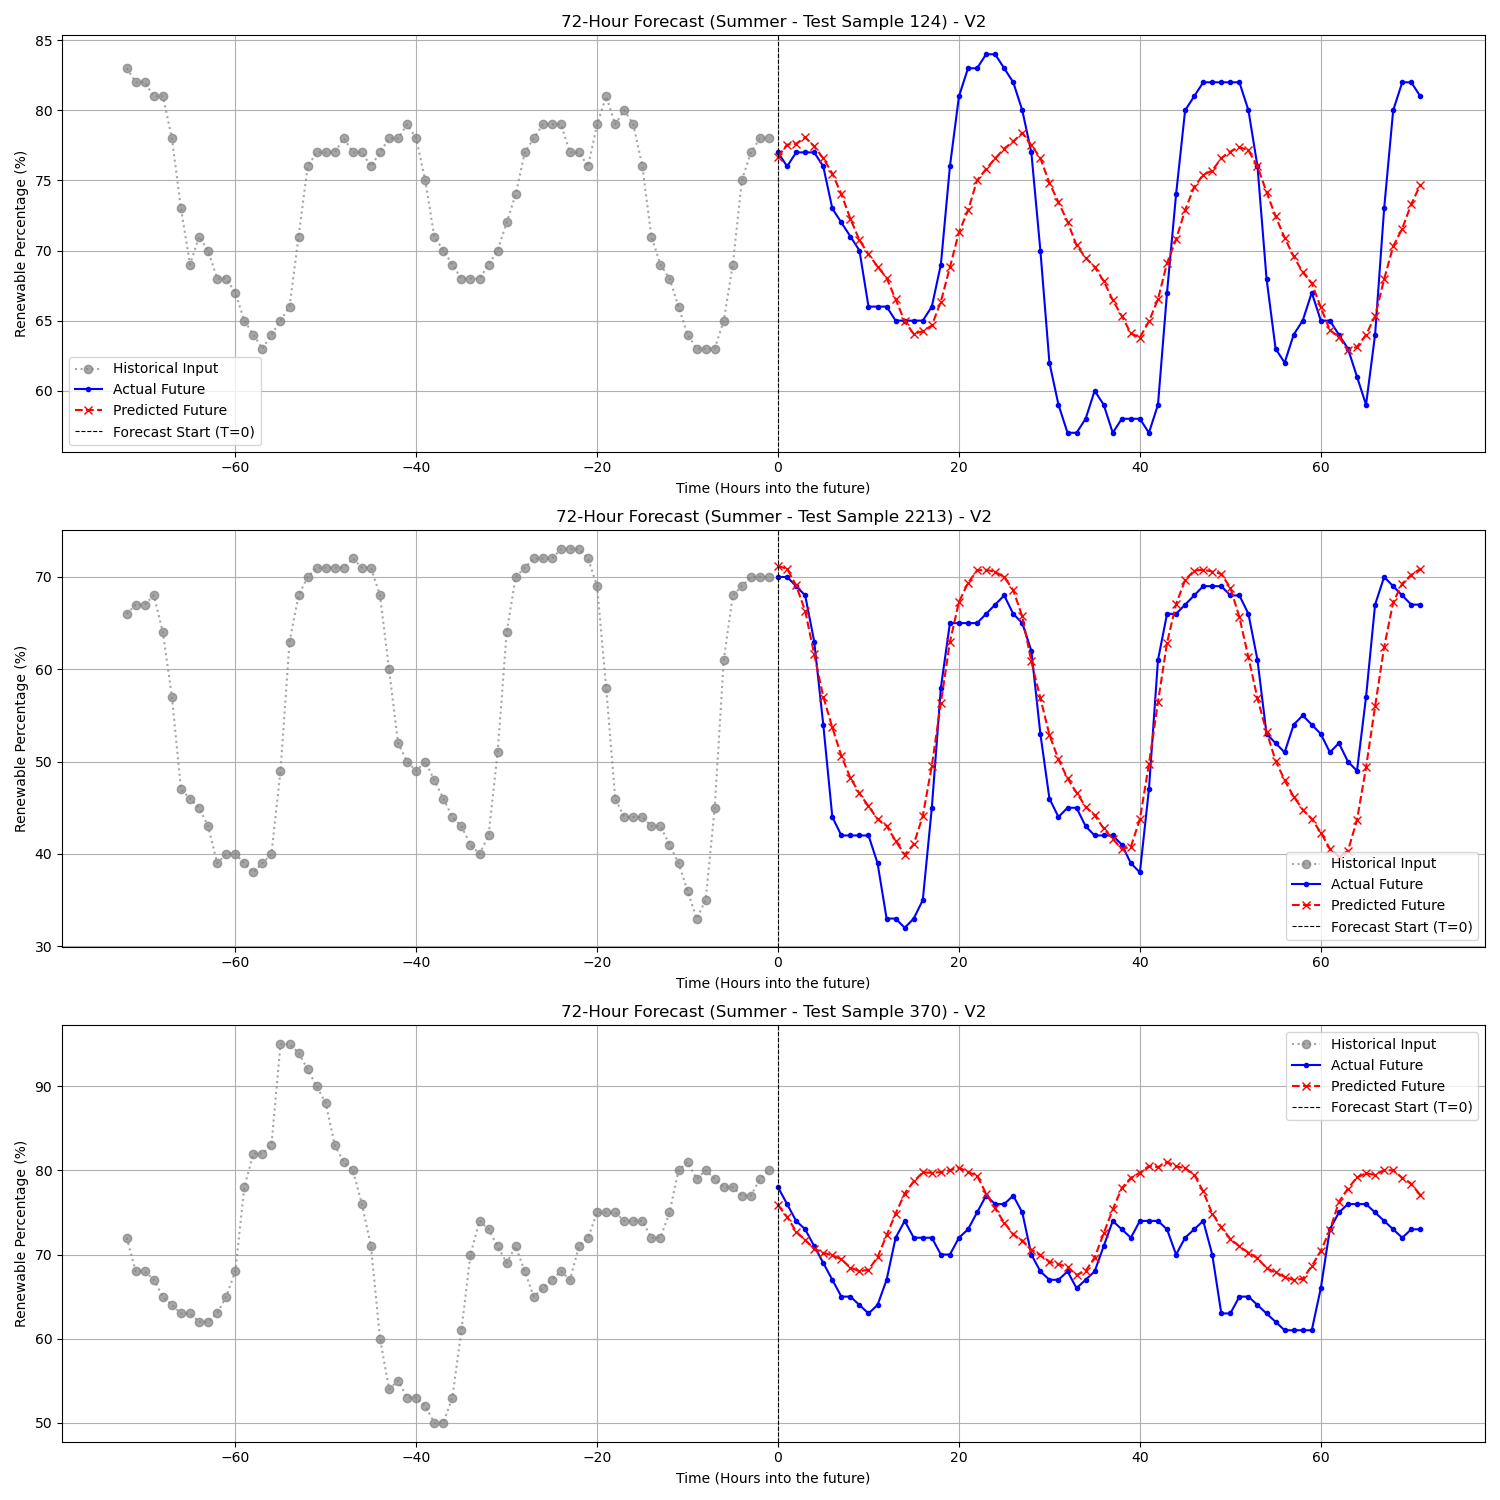 72-Hour Forecast (Summer - Test Sample 124) - V2
85
80
75
70
65
60
Renewable Percentage (%)
Historical Input
Actual Future
Predicted Future
Forecast Start (T=0)
−60 −40 −20 0 20 40 60
Time (Hours into the future)
72-Hour Forecast (Summer - Test Sample 2213) - V2
70
60
50
40
30
Renewable Percentage (%)
Historical Input
Actual Future
Predicted Future
Forecast Start (T=0)
−60 −40 −20 0 20 40 60
Time (Hours into the future)
72-Hour Forecast (Summer - Test Sample 370) - V2
Historical Input
Actual Future
Predicted Future
Forecast Start (T=0)
90
80
70
60
50
Renewable Percentage (%)
−60 −40 −20 0 20 40 60
Time (Hours into the future)